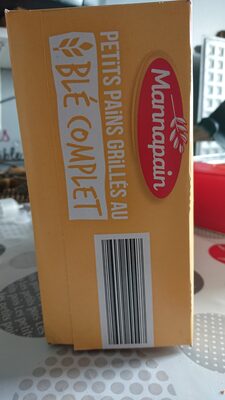 Mannapain
PETITS PAINS GRILLÉS AU
BLÉ COMPLET